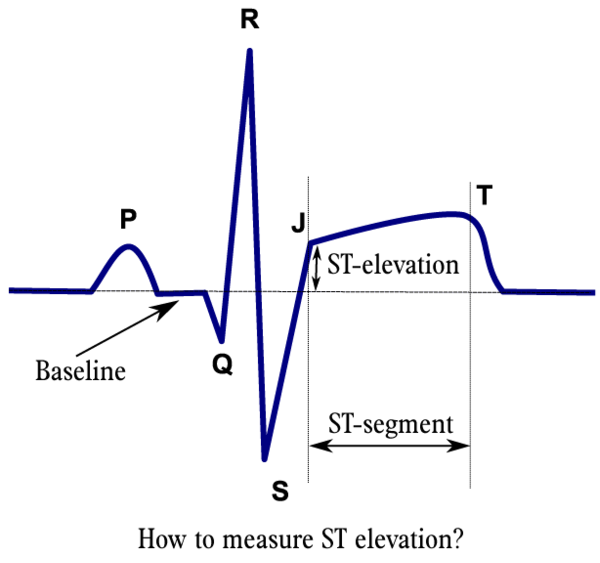 R
P
J
T
ST-elevation
Q
Baseline
ST-segment
S
How to measure ST elevation?